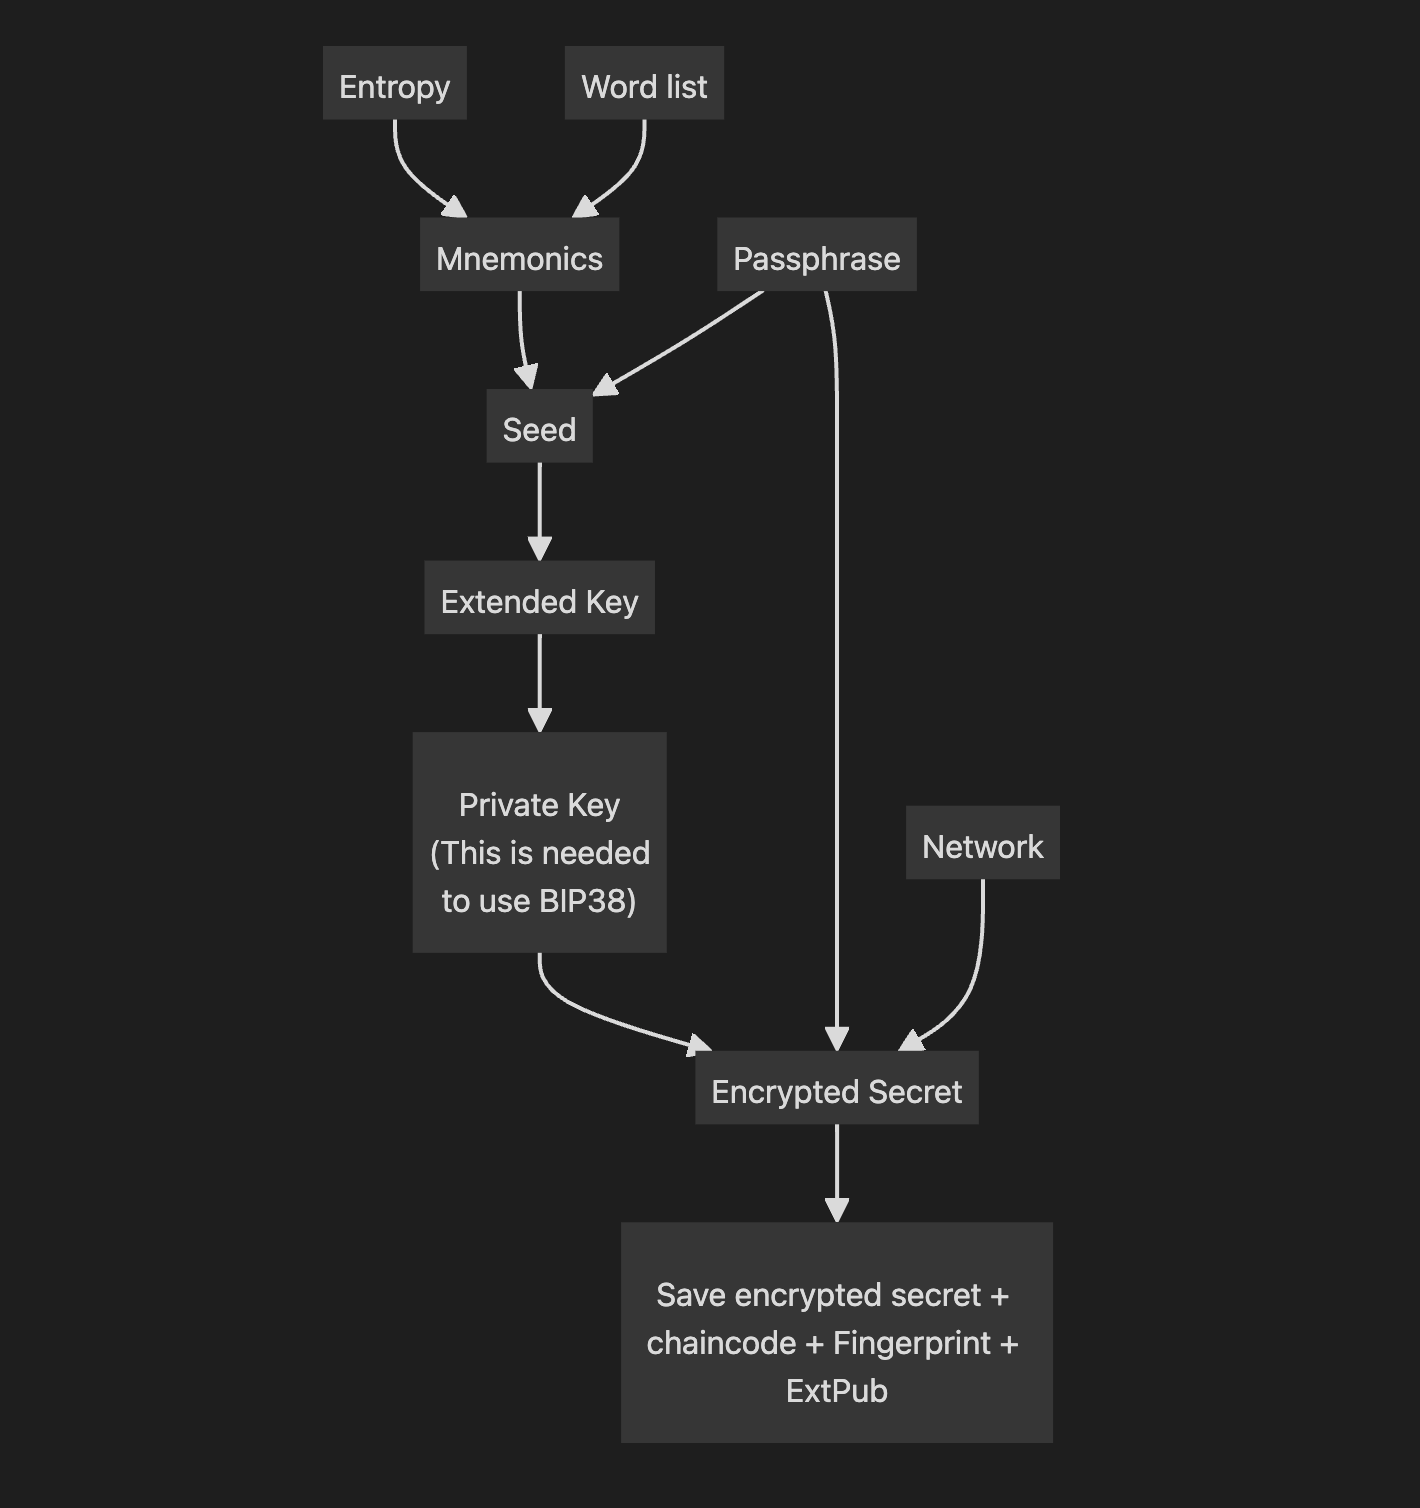 Entropy
Word list
Mnemonics
Passphrase
Seed
Extended Key
Private Key
(This is needed
to use BIP38)
Network
Encrypted Secret
Save encrypted secret +
chaincode + Fingerprint +
ExtPub